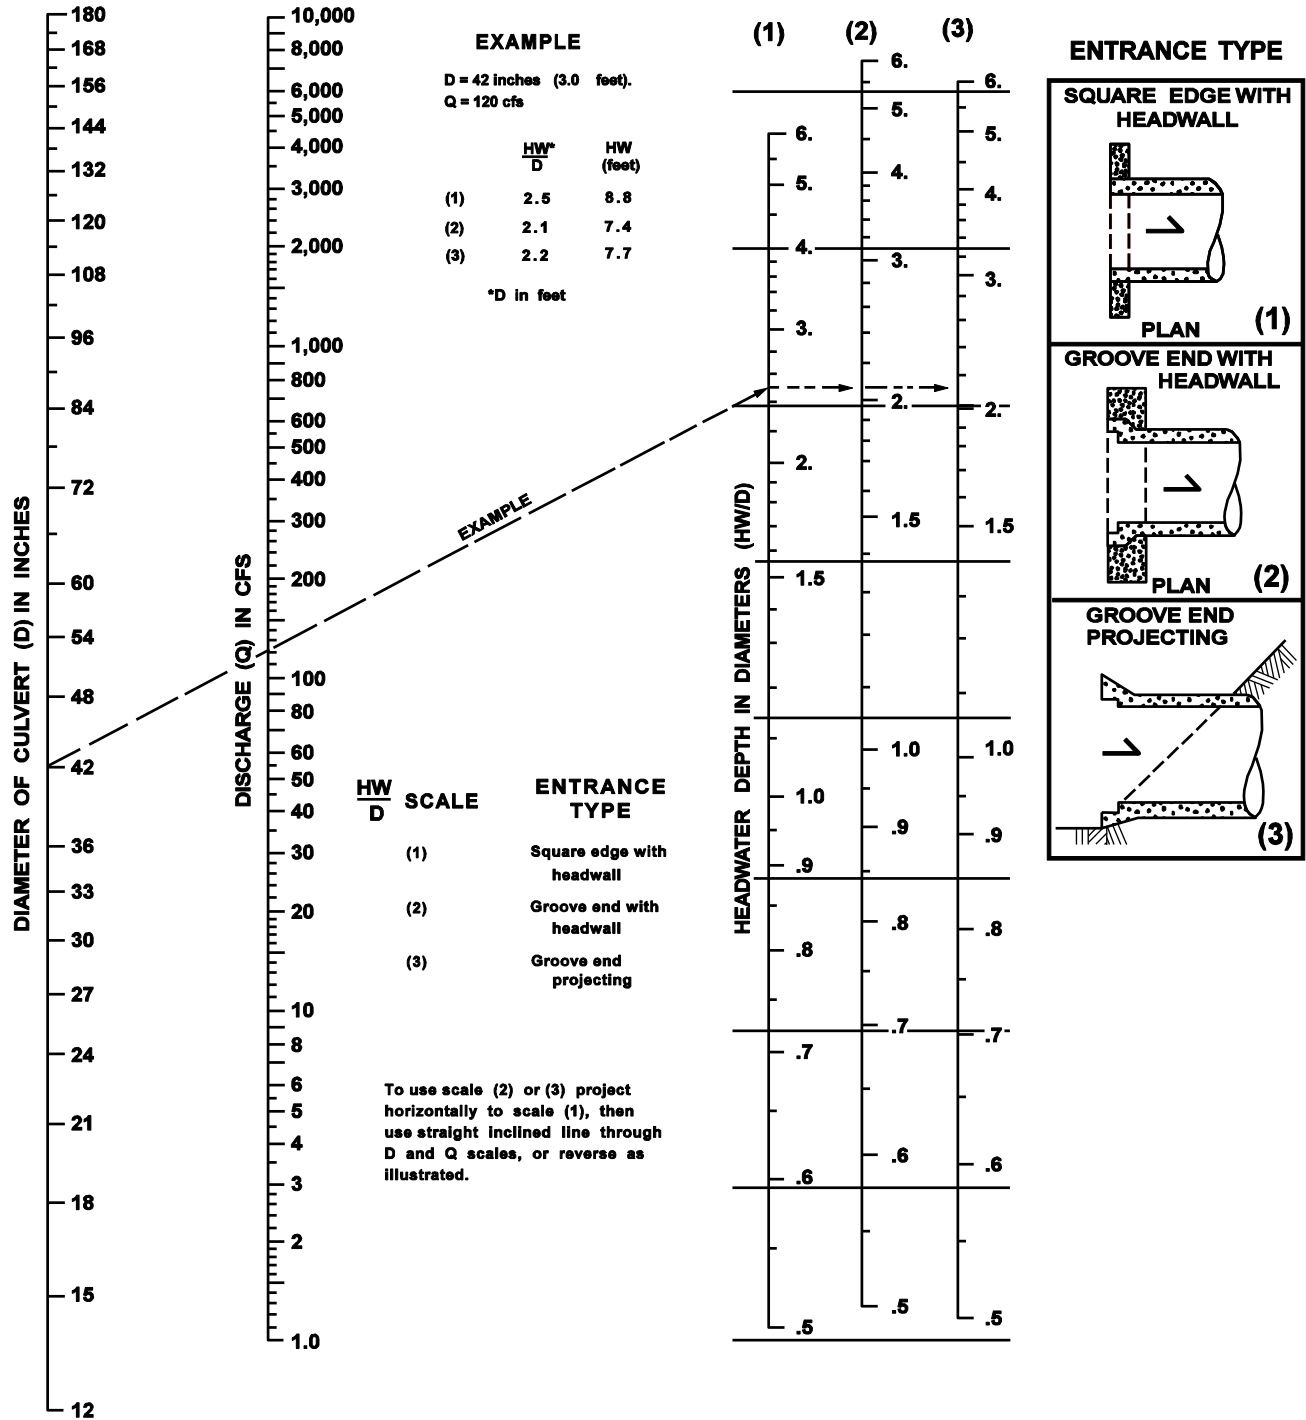 180
168
156
144
132
120
108
96
84
72
60
54
48
42
36
33
30
27
24
21
18
15
12
DIAMETER OF CULVERT (D) IN INCHES
10,000
8,000
6,000
5,000
4,000
3,000
2,000
1,000
800
600
500
400
300
200
100
80
60
50
40
30
20
10
8
6
5
4
3
2
1.0
DISCHARGE (Q) IN CFS
EXAMPLE
D = 42 inches (3.0 feet).
Q = 120 cfs
HW* HW
D (feet)
(1) 2.5 8.8
(2) 2.1 7.4
(3) 2.2 7.7
*D in feet
EXAMPLE
HW
D
SCALE
ENTRANCE
TYPE
(1) Square edge with
headwall
(2) Groove end with
headwall
(3) Groove end
projecting
To use scale (2) or (3) project
horizontally to scale (1), then
use straight inclined line through
D and Q scales, or reverse as
illustrated.
HEADWATER DEPTH IN DIAMETERS (HW/D)
(1)
6.
5.
4.
3.
2.
1.5
1.0
.9
.8
.7
.6
.5
(2)
6.
5.
4.
3.
2.
1.5
1.0
.9
.8
.7
.6
.5
(3)
6.
5.
4.
3.
2.
1.5
1.0
.9
.8
.7
.6
.5
ENTRANCE TYPE
SQUARE EDGE WITH
HEADWALL
PLAN
(1)
GROOVE END WITH
HEADWALL
PLAN
(2)
GROOVE END
PROJECTING
(3)